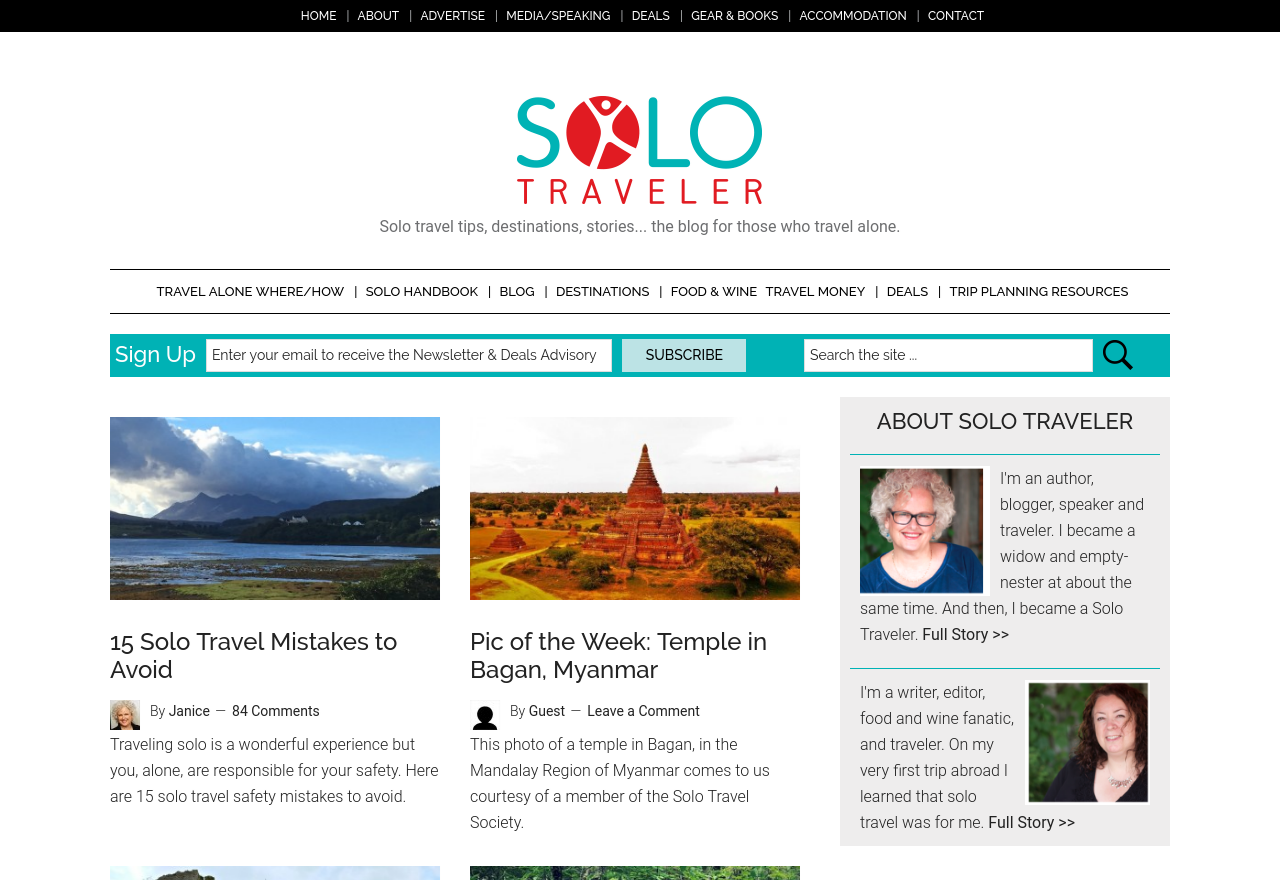 HOME | ABOUT | ADVERTISE | MEDIA/SPEAKING | DEALS | GEAR & BOOKS | ACCOMMODATION | CONTACT
SOLO
TRAVELER
Solo travel tips, destinations, stories... the blog for those who travel alone.
TRAVEL ALONE WHERE/HOW | SOLO HANDBOOK | BLOG | DESTINATIONS | FOOD & WINE TRAVEL MONEY | DEALS | TRIP PLANNING RESOURCES
Sign Up Enter your email to receive the Newsletter & Deals Advisory SUBSCRIBE Search the site ...
15 Solo Travel Mistakes to
Avoid
By Janice — 84 Comments
Traveling solo is a wonderful experience but
you, alone, are responsible for your safety. Here
are 15 solo travel safety mistakes to avoid.
Pic of the Week: Temple in
Bagan, Myanmar
By Guest — Leave a Comment
This photo of a temple in Bagan, in the
Mandalay Region of Myanmar comes to us
courtesy of a member of the Solo Travel
Society.
ABOUT SOLO TRAVELER
I'm an author,
blogger, speaker and
traveler. I became a
widow and empty-
nester at about the
same time. And then, I became a Solo
Traveler. Full Story >>
I'm a writer, editor,
food and wine fanatic,
and traveler. On my
very first trip abroad I
learned that solo
travel was for me. Full Story >>